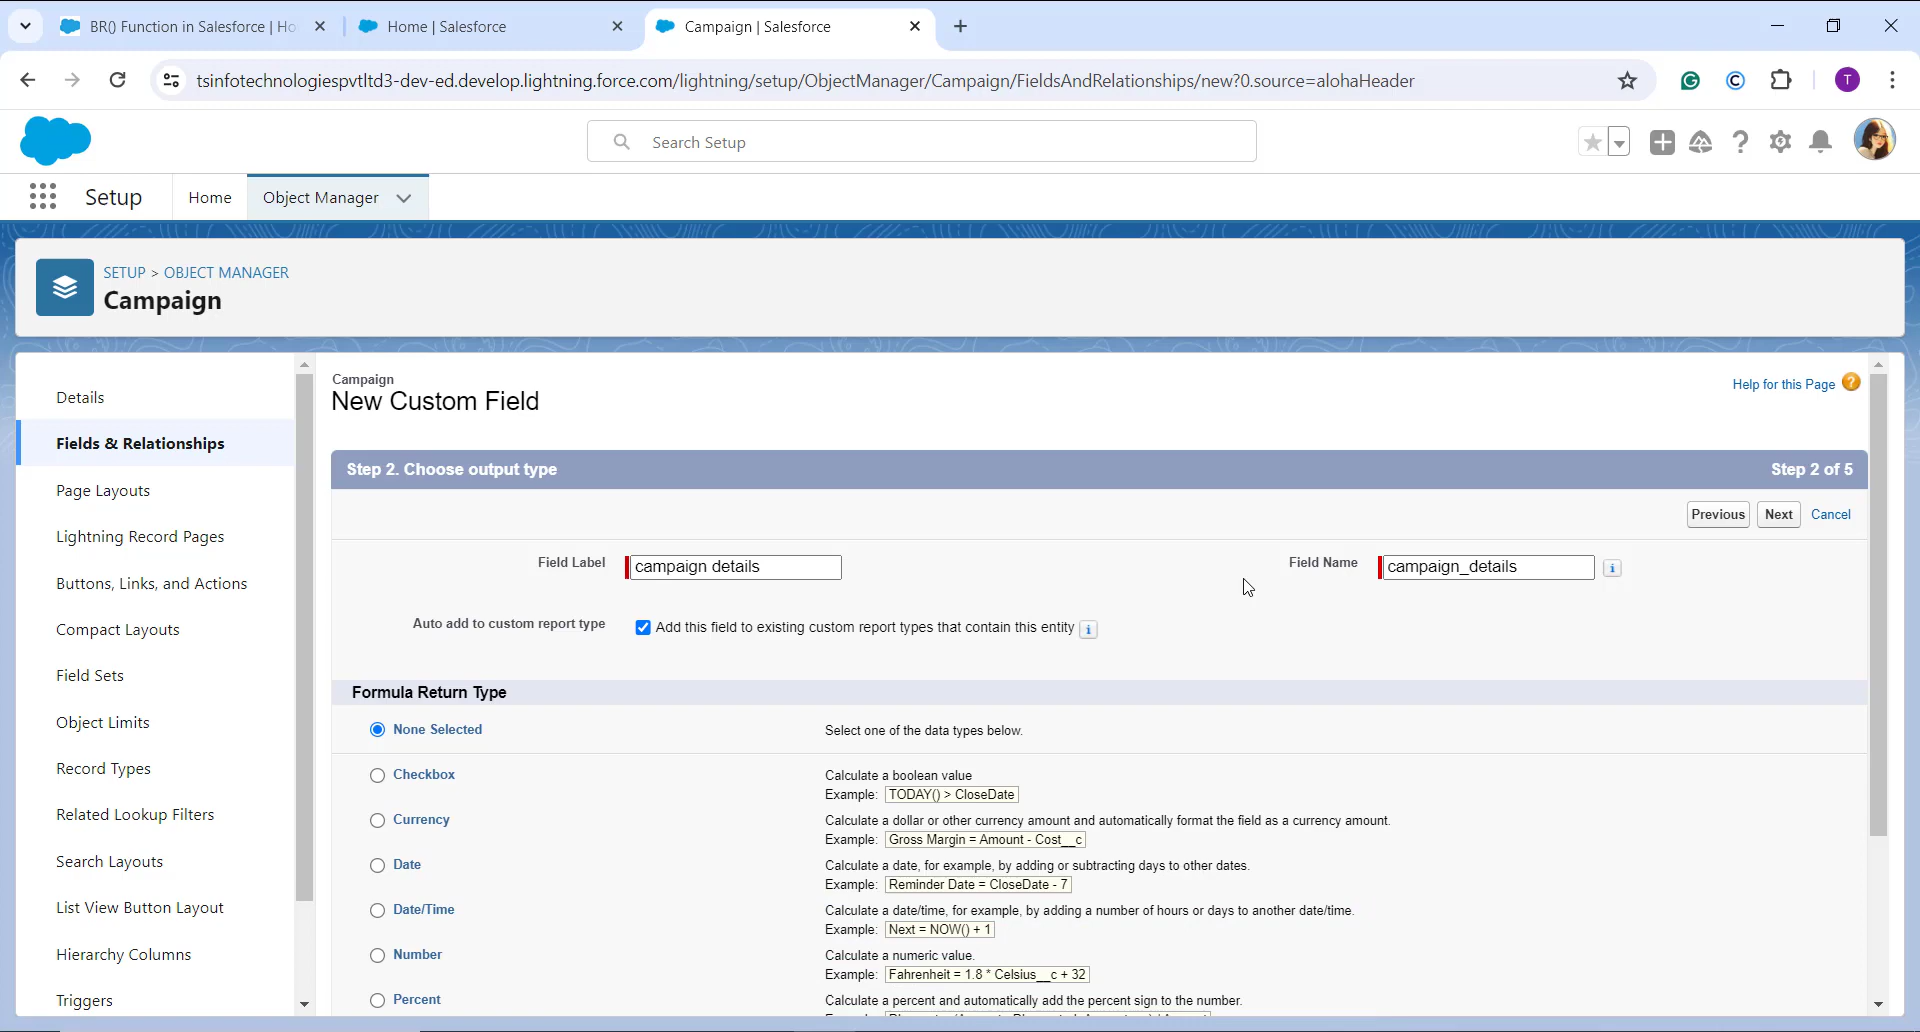 BR() Function in Salesforce | Ho
Home | Salesforce
Campaign | Salesforce
tsinfotechnologiespvtltd3-dev-ed.develop.lightning.force.com/lightning/setup/ObjectManager/Campaign/FieldsAndRelationships/new?0.source=alohaHeader
T
Search Setup
Setup
Home
Object Manager
SETUP > OBJECT MANAGER
Campaign
Details
Fields & Relationships
Page Layouts
Lightning Record Pages
Buttons, Links, and Actions
Compact Layouts
Field Sets
Object Limits
Record Types
Related Lookup Filters
Search Layouts
List View Button Layout
Hierarchy Columns
Triggers
Campaign
New Custom Field
Help for this Page
Step 2. Choose output type
Step 2 of 5
Previous
Next
Cancel
Field Label
campaign details
Field Name
campaign_details
Auto add to custom report type
Add this field to existing custom report types that contain this entity
Formula Return Type
None Selected
Select one of the data types below.
Checkbox
Calculate a boolean value
Example: TODAY() > CloseDate
Currency
Calculate a dollar or other currency amount and automatically format the field as a currency amount.
Example: Gross Margin = Amount - Cost__c
Date
Calculate a date, for example, by adding or subtracting days to other dates.
Example: Reminder Date = CloseDate - 7
Date/Time
Calculate a date/time, for example, by adding a number of hours or days to another date/time.
Example: Next = NOW() + 1
Number
Calculate a numeric value.
Example: Fahrenheit = 1.8 * Celsius__c + 32
Percent
Calculate a percent and automatically add the percent sign to the number.